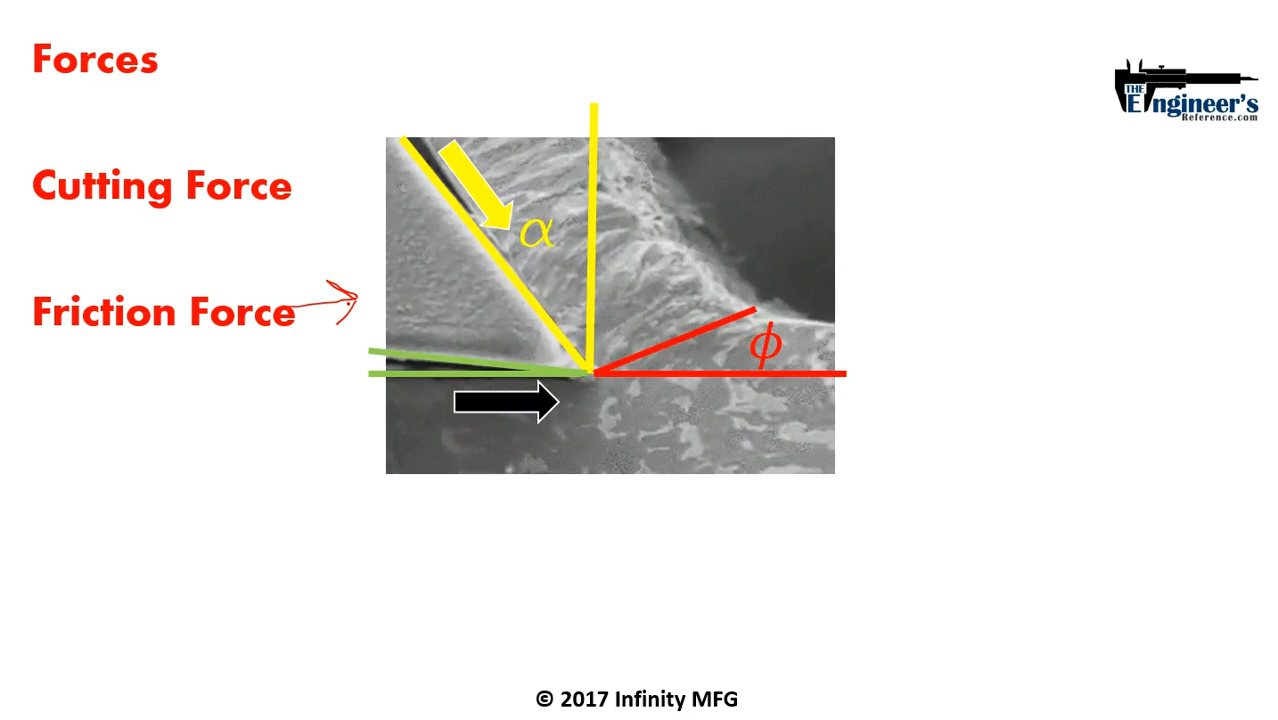 Forces
THE
Engineer's
Reference.com
Cutting Force
α
Friction Force
ϕ
© 2017 Infinity MFG